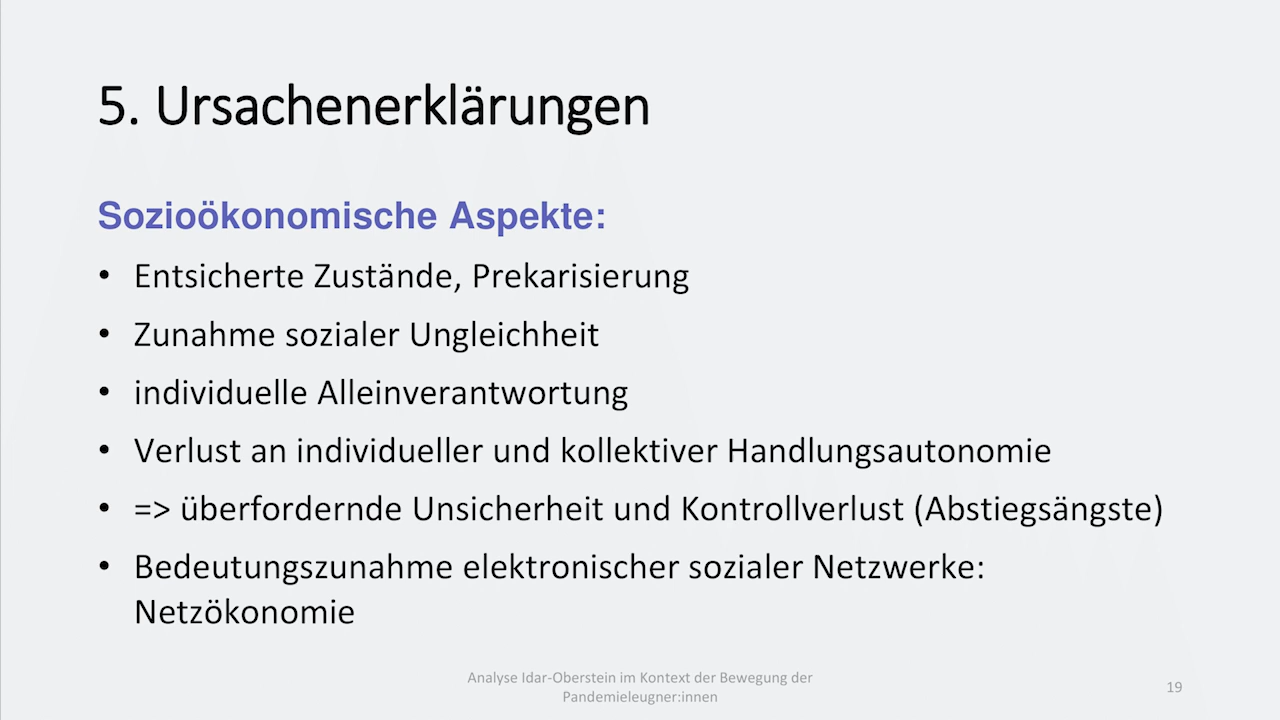 5. Ursachenerklärungen
Sozioökonomische Aspekte:
• Entsicherte Zustände, Prekarisierung
• Zunahme sozialer Ungleichheit
• individuelle Alleinverantwortung
• Verlust an individueller und kollektiver Handlungsautonomie
• => überfordernde Unsicherheit und Kontrollverlust (Abstiegsängste)
• Bedeutungszunahme elektronischer sozialer Netzwerke:
Netzökonomie
Analyse Idar-Oberstein im Kontext der Bewegung der
Pandemieleugner:innen
19